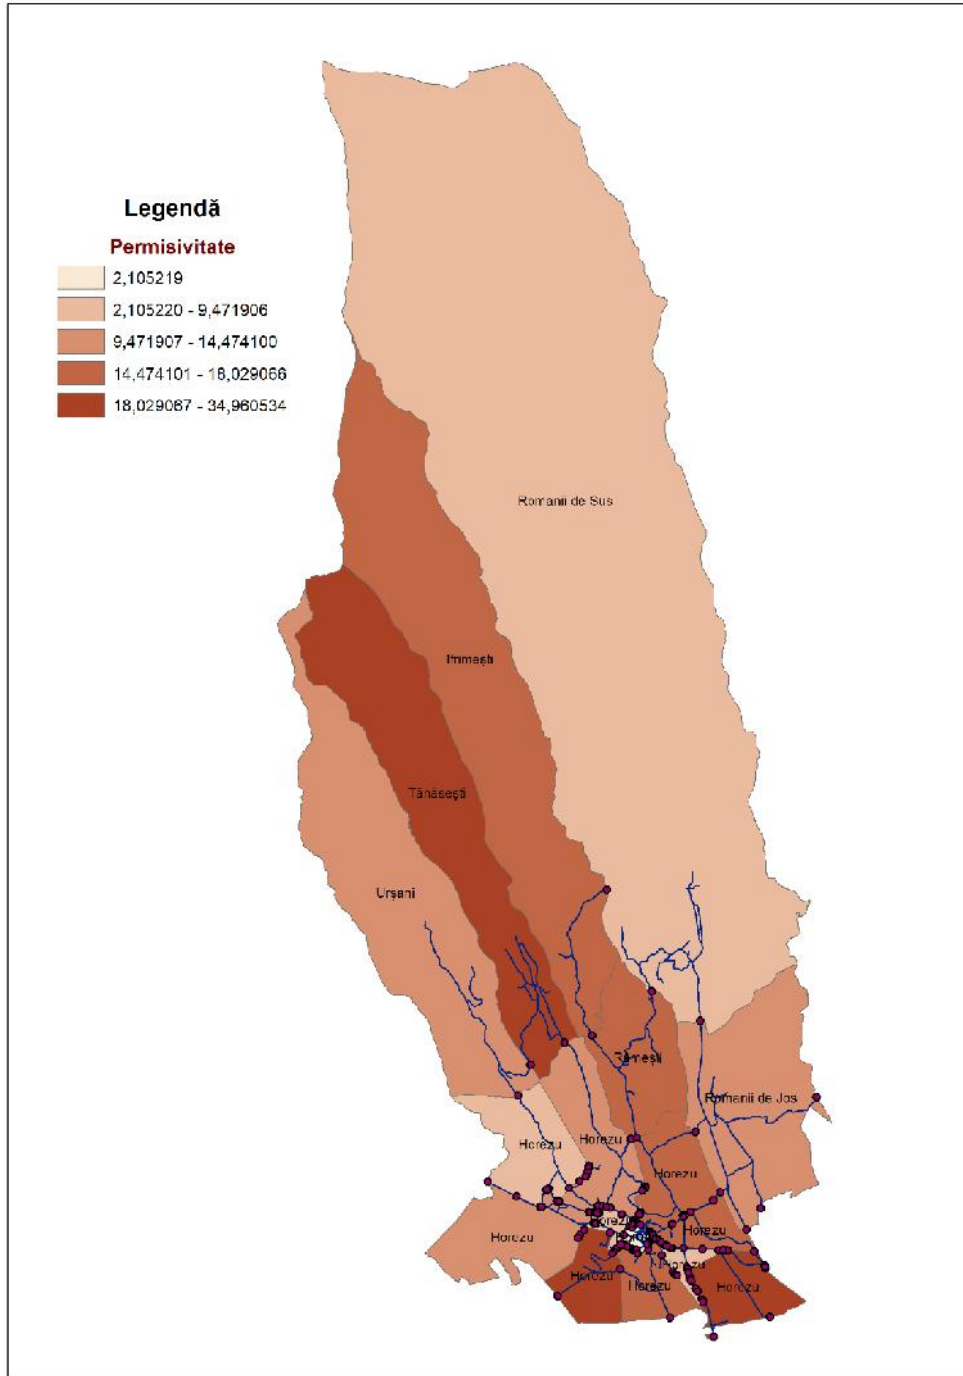 Legendă
Permisivitate
2,105219
2,105220 - 9,471906
9,471907 - 14,474100
14,474101 - 18,029066
18,029067 - 34,960534
Romanii de Sus
Ifrimești
Tănăsești
Urșani
Râmești
Romanii de Jos
Horezu
Horezu
Horezu
Horezu
Horezu
Horezu
Horezu
Horezu
Horezu
Horezu